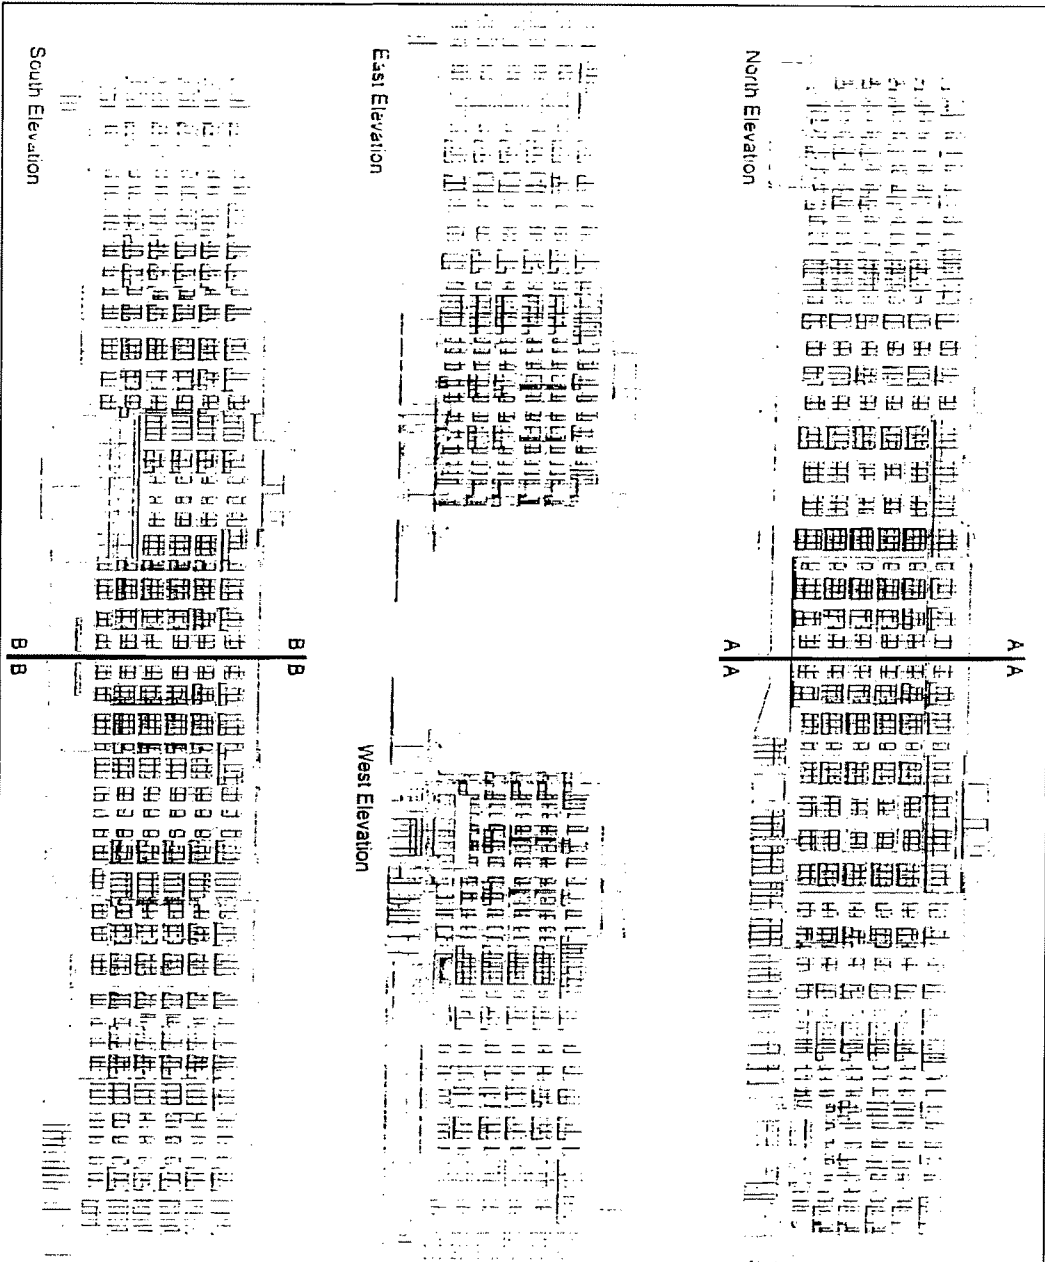 North Elevation
A A
A A
East Elevation
West Elevation
South Elevation
B B
B B